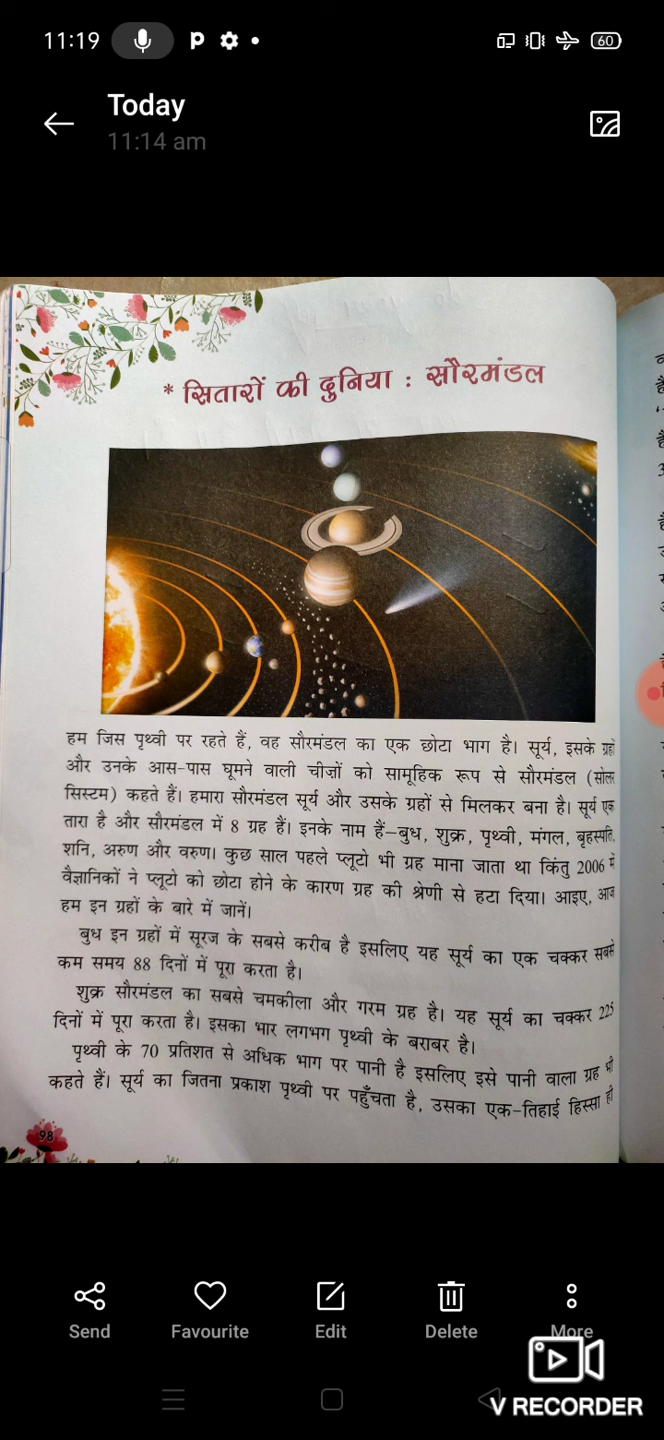 11:19
P
60
Today
11:14 am
* सितारों की दुनिया : सौरमंडल
हम जिस पृथ्वी पर रहते हैं, वह सौरमंडल का एक छोटा भाग है। सूर्य, इसके ग्रहों
और उनके आस-पास घूमने वाली चीज़ों को सामूहिक रूप से सौरमंडल (सोलर
सिस्टम) कहते हैं। हमारा सौरमंडल सूर्य और उसके ग्रहों से मिलकर बना है। सूर्य एक
तारा है और सौरमंडल में 8 ग्रह हैं। इनके नाम हैं–बुध, शुक्र, पृथ्वी, मंगल, बृहस्पति,
शनि, अरुण और वरुण। कुछ साल पहले प्लूटो भी ग्रह माना जाता था किंतु 2006 में
वैज्ञानिकों ने प्लूटो को छोटा होने के कारण ग्रह की श्रेणी से हटा दिया। आइए, आज
हम इन ग्रहों के बारे में जानें।
बुध इन ग्रहों में सूरज के सबसे करीब है इसलिए यह सूर्य का एक चक्कर सबसे
कम समय 88 दिनों में पूरा करता है।
शुक्र सौरमंडल का सबसे चमकीला और गरम ग्रह है। यह सूर्य का चक्कर 225
दिनों में पूरा करता है। इसका भार लगभग पृथ्वी के बराबर है।
पृथ्वी के 70 प्रतिशत से अधिक भाग पर पानी है इसलिए इसे पानी वाला ग्रह भी
कहते हैं। सूर्य का जितना प्रकाश पृथ्वी पर पहुँचता है, उसका एक-तिहाई हिस्सा ही
98
Send
Favourite
Edit
Delete
More
V RECORDER